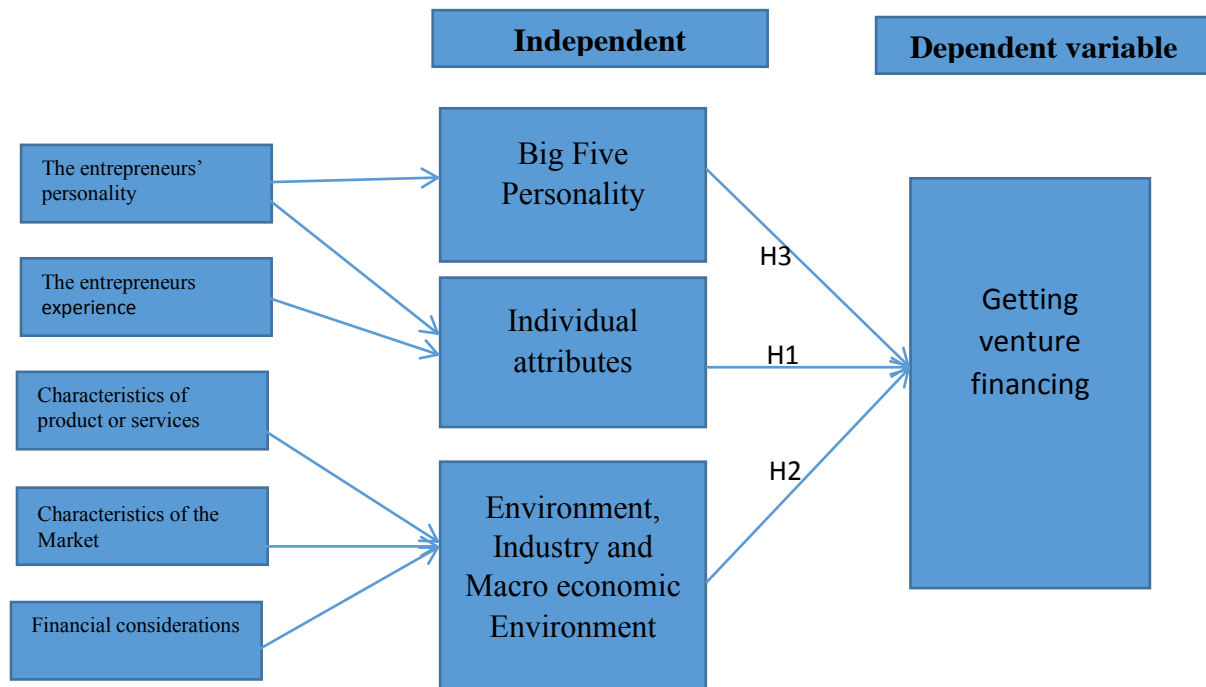 Independent
Dependent variable
The entrepreneurs’
personality
The entrepreneurs
experience
Characteristics of
product or services
Characteristics of the
Market
Financial considerations
Big Five
Personality
Individual
attributes
Environment,
Industry and
Macro economic
Environment
H3
H1
H2
Getting
venture
financing